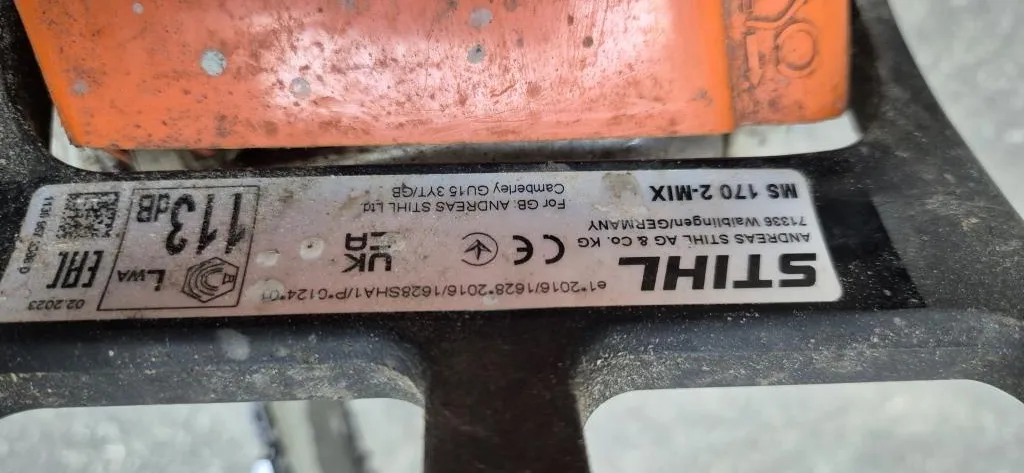 STIHL
ANDREAS STIHL AG & Co. KG
71336 Waiblingen/GERMANY
MS 170 2-MIX
e1*2016/1628*2016/1628SHA1/P*0124*01
CE
UK
CA
For GB: ANDREAS STIHL Ltd
Camberley GU15 3YT/GB
LWA
113dB
02.2023
EAC